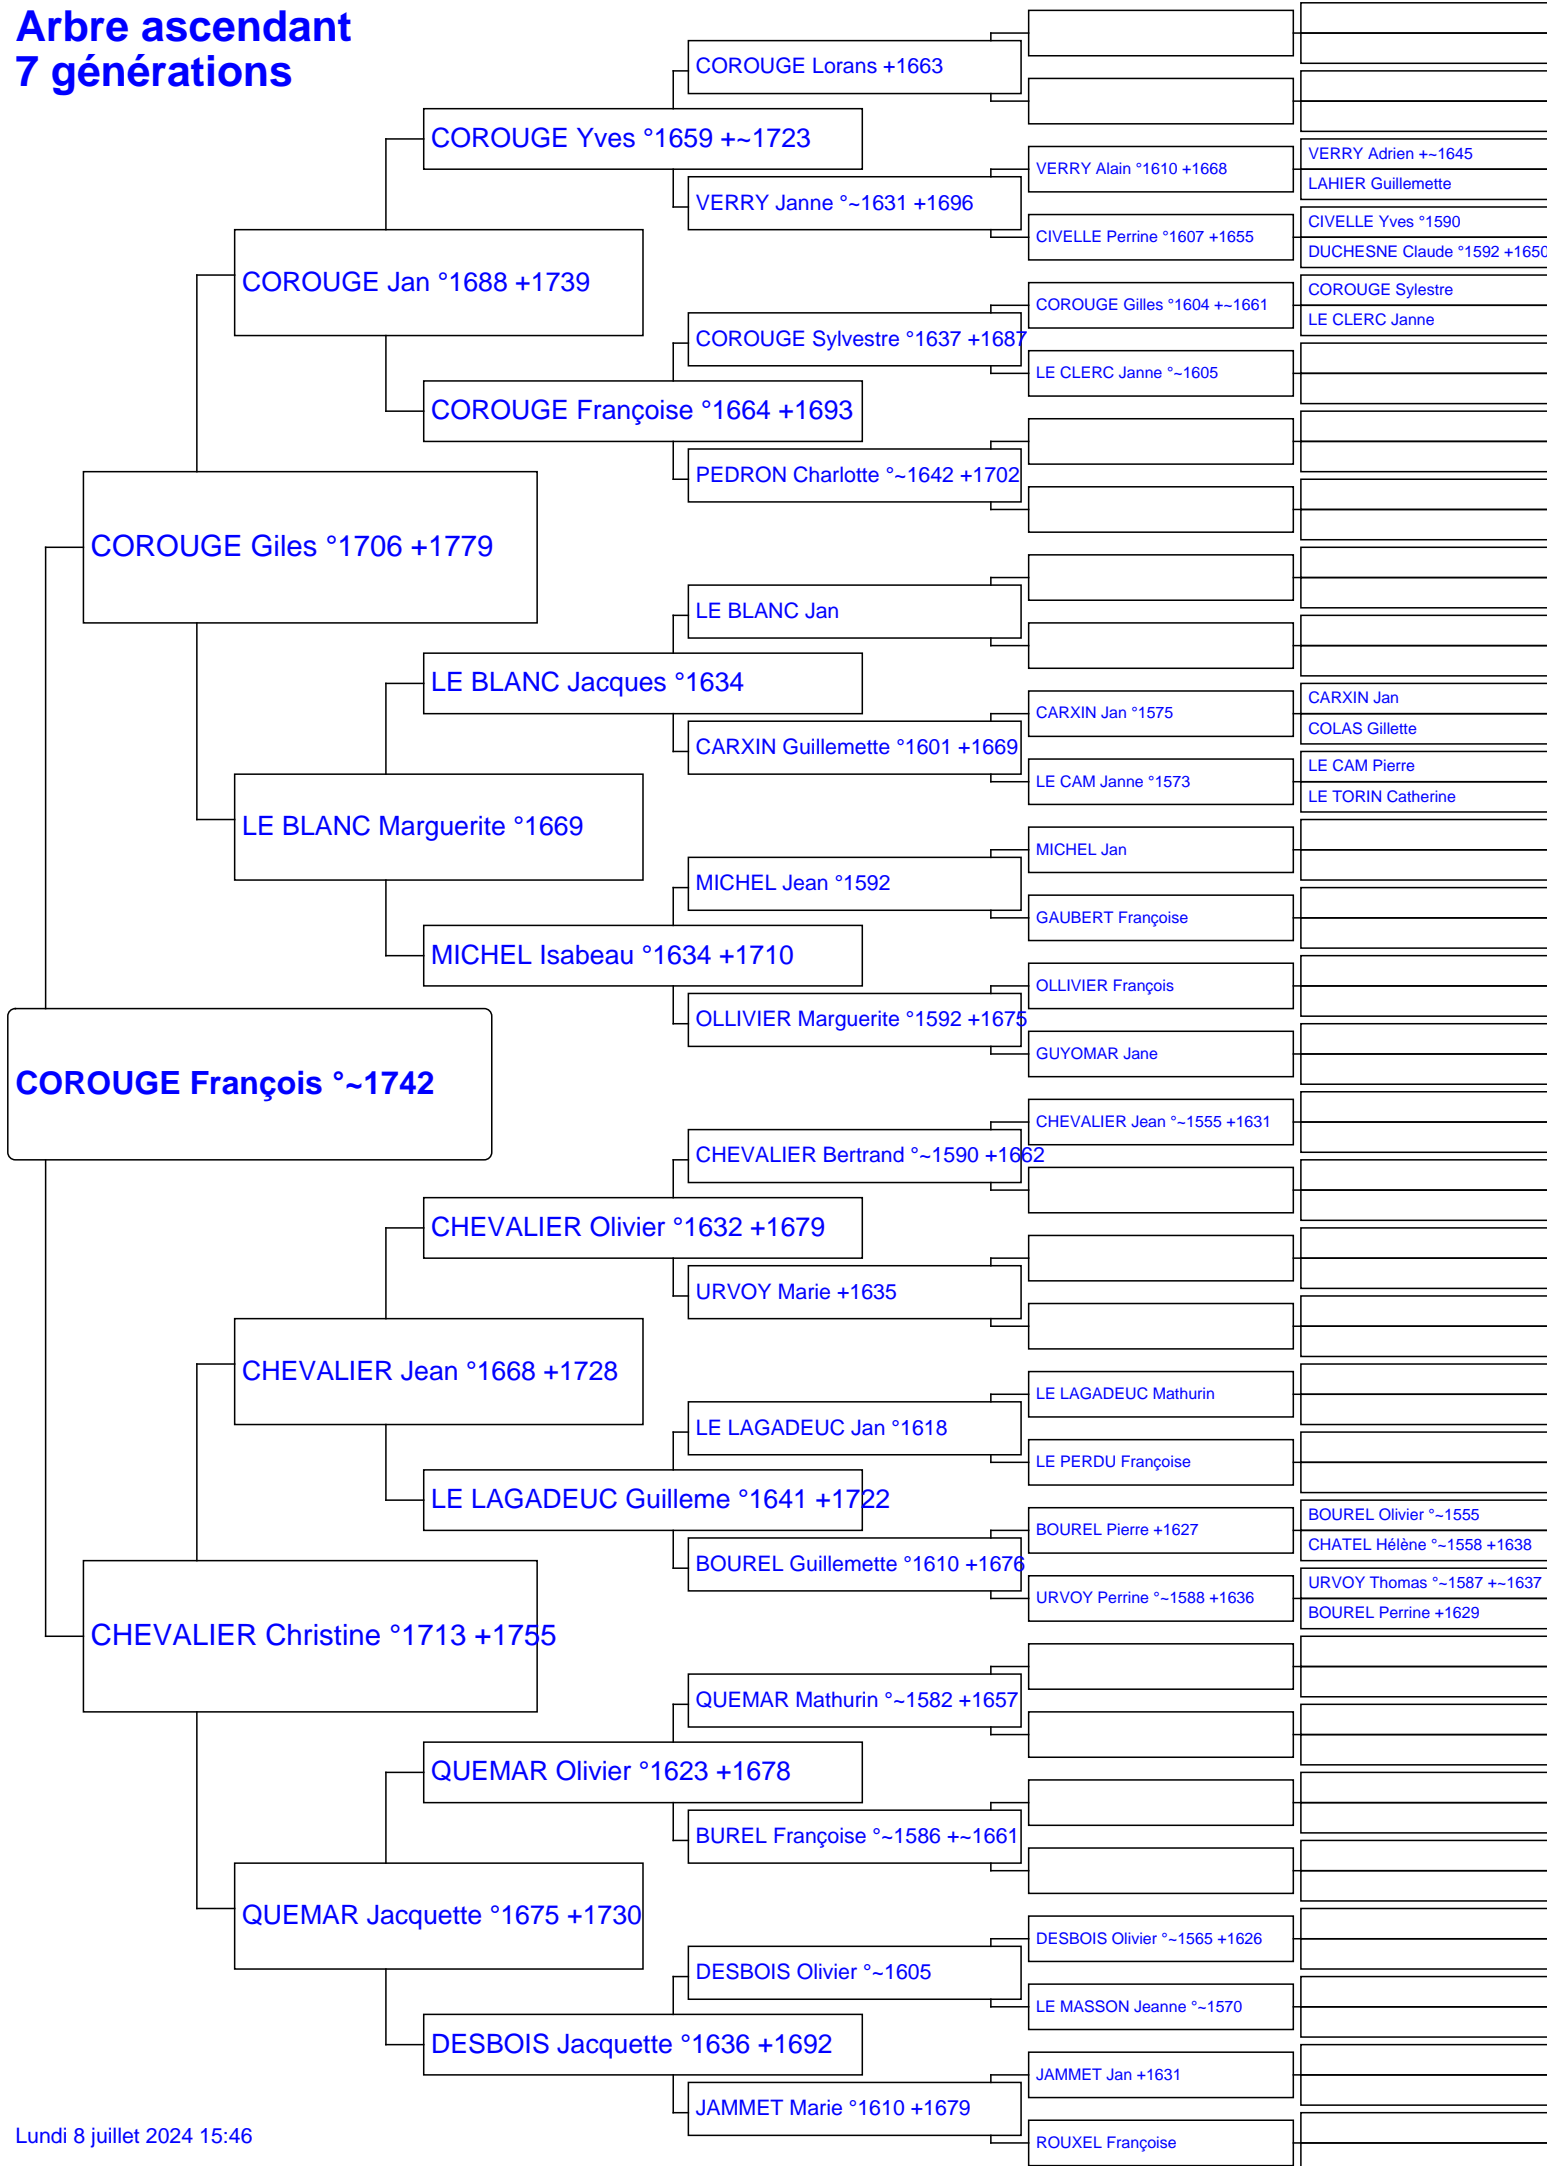 Arbre ascendant
7 générations
COROUGE François °~1742
COROUGE Giles °1706 +1779
CHEVALIER Christine °1713 +1755
COROUGE Jan °1688 +1739
LE BLANC Marguerite °1669
CHEVALIER Jean °1668 +1728
QUEMAR Jacquette °1675 +1730
COROUGE Yves °1659 +~1723
COROUGE Françoise °1664 +1693
LE BLANC Jacques °1634
MICHEL Isabeau °1634 +1710
CHEVALIER Olivier °1632 +1679
LE LAGADEUC Guilleme °1641 +1722
QUEMAR Olivier °1623 +1678
DESBOIS Jacquette °1636 +1692
COROUGE Lorans +1663
VERRY Janne °~1631 +1696
COROUGE Sylvestre °1637 +1687
PEDRON Charlotte °~1642 +1702
LE BLANC Jan
CARXIN Guillemette °1601 +1669
MICHEL Jean °1592
OLLIVIER Marguerite °1592 +1675
CHEVALIER Bertrand °~1590 +1662
URVOY Marie +1635
LE LAGADEUC Jan °1618
BOUREL Guillemette °1610 +1676
QUEMAR Mathurin °~1582 +1657
BUREL Françoise °~1586 +~1661
DESBOIS Olivier °~1605
JAMMET Marie °1610 +1679
VERRY Alain °1610 +1668
CIVELLE Perrine °1607 +1655
COROUGE Gilles °1604 +~1661
LE CLERC Janne °~1605
CARXIN Jan °1575
LE CAM Janne °1573
MICHEL Jan
GAUBERT Françoise
OLLIVIER François
GUYOMAR Jane
CHEVALIER Jean °~1555 +1631
LE LAGADEUC Mathurin
LE PERDU Françoise
BOUREL Pierre +1627
URVOY Perrine °~1588 +1636
DESBOIS Olivier °~1565 +1626
LE MASSON Jeanne °~1570
JAMMET Jan +1631
ROUXEL Françoise
VERRY Adrien +~1645
LAHIER Guillemette
CIVELLE Yves °1590
DUCHESNE Claude °1592 +1650
COROUGE Sylestre
LE CLERC Janne
CARXIN Jan
COLAS Gillette
LE CAM Pierre
LE TORIN Catherine
BOUREL Olivier °~1555
CHATEL Hélène °~1558 +1638
URVOY Thomas °~1587 +~1637
BOUREL Perrine +1629
Lundi 8 juillet 2024 15:46